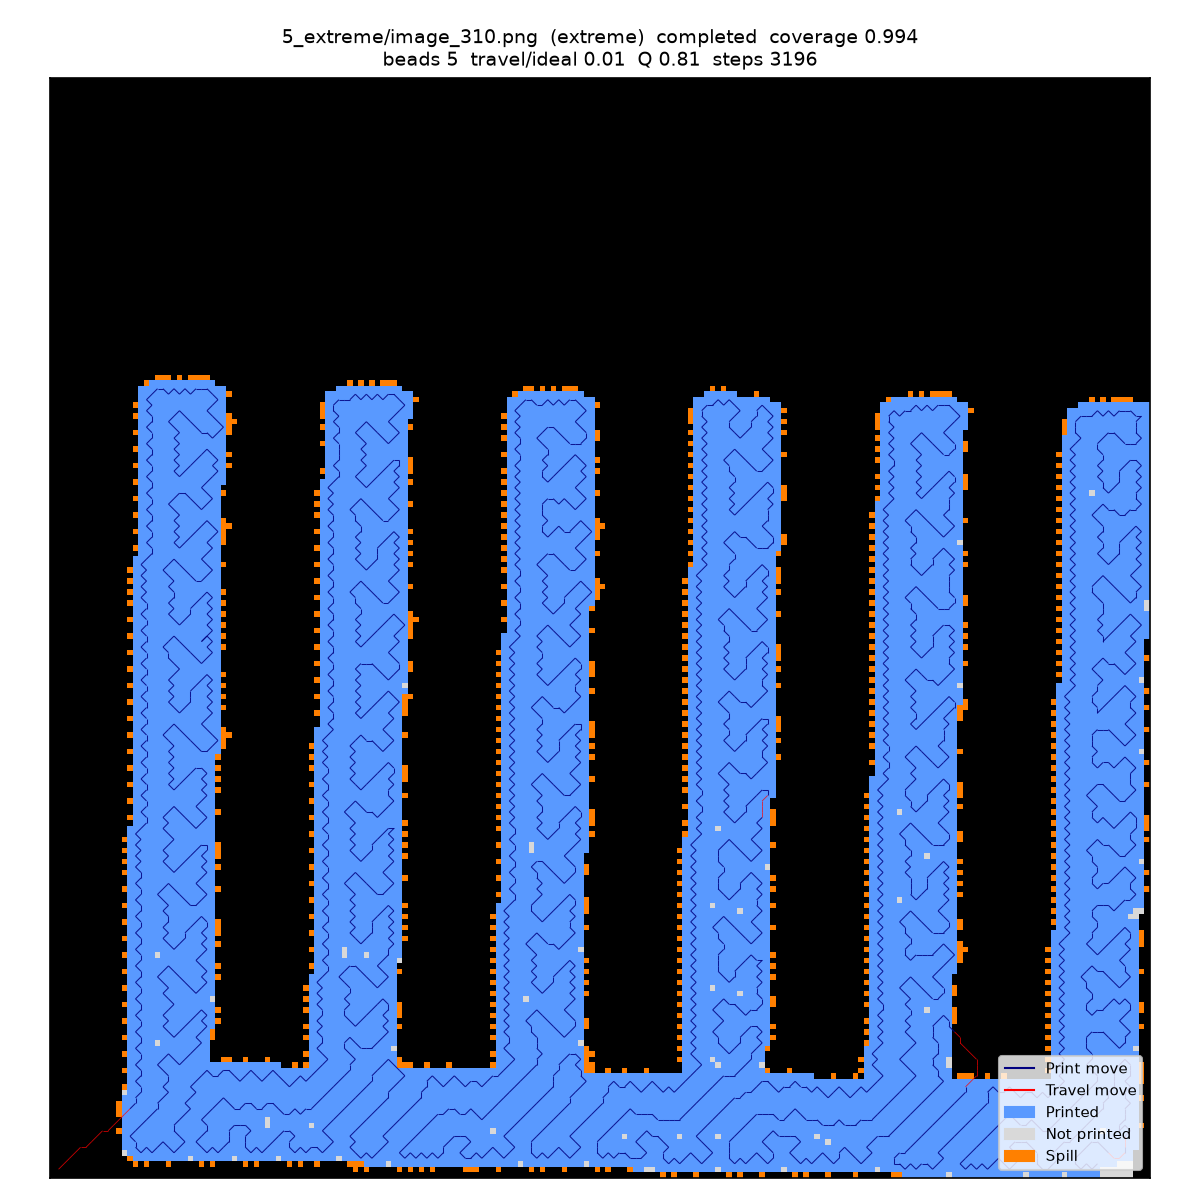 5_extreme/image_310.png  (extreme)  completed  coverage 0.994
beads 5  travel/ideal 0.01  Q 0.81  steps 3196
Print move
Travel move
Printed
Not printed
Spill